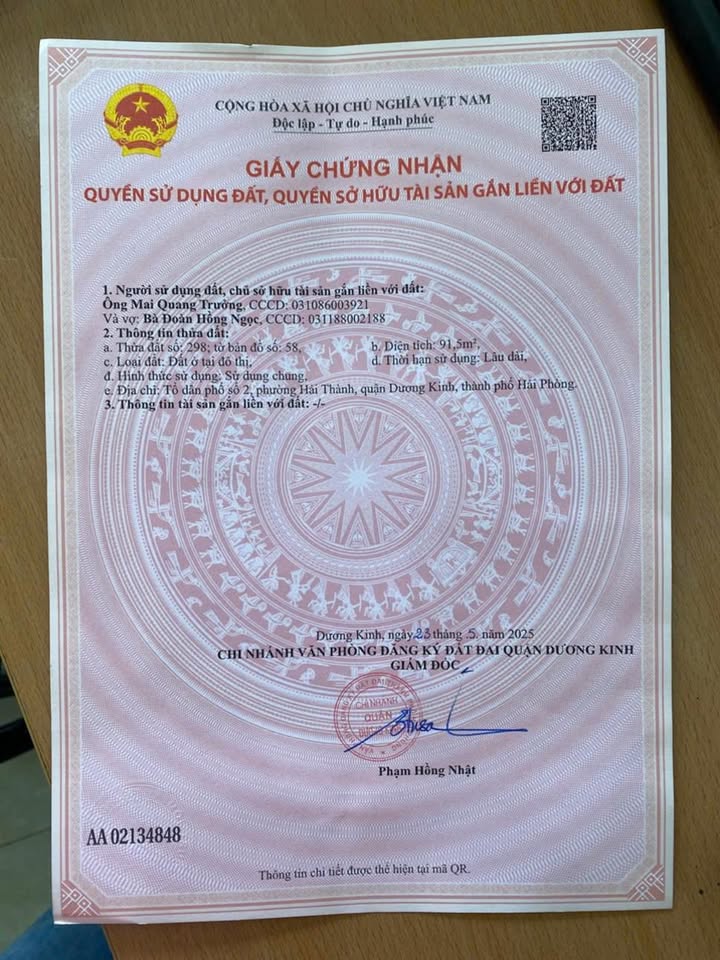 CỘNG HÒA XÃ HỘI CHỦ NGHĨA VIỆT NAM
Độc lập - Tự do - Hạnh phúc
GIẤY CHỨNG NHẬN
QUYỀN SỬ DỤNG ĐẤT, QUYỀN SỞ HỮU TÀI SẢN GẮN LIỀN VỚI ĐẤT
1. Người sử dụng đất, chủ sở hữu tài sản gắn liền với đất:
Ông Mai Quang Trưởng, CCCD: 031086003921
Và vợ: Bà Đoàn Hồng Ngọc, CCCD: 031188002188
2. Thông tin thửa đất:
a. Thửa đất số: 298; tờ bản đồ số: 58, b. Diện tích: 91,5m²,
c. Loại đất: Đất ở tại đô thị, d. Thời hạn sử dụng: Lâu dài,
đ. Hình thức sử dụng: Sử dụng chung,
e. Địa chỉ: Tổ dân phố số 2, phường Hải Thành, quận Dương Kinh, thành phố Hải Phòng.
3. Thông tin tài sản gắn liền với đất: -/-
Dương Kinh, ngày 23 tháng .5. năm 2025
CHI NHÁNH VĂN PHÒNG ĐĂNG KÝ ĐẤT ĐAI QUẬN DƯƠNG KINH
GIÁM ĐỐC
CHI NHÁNH
QUẬN
Phạm Hồng Nhật
AA 02134848
Thông tin chi tiết được thể hiện tại mã QR.